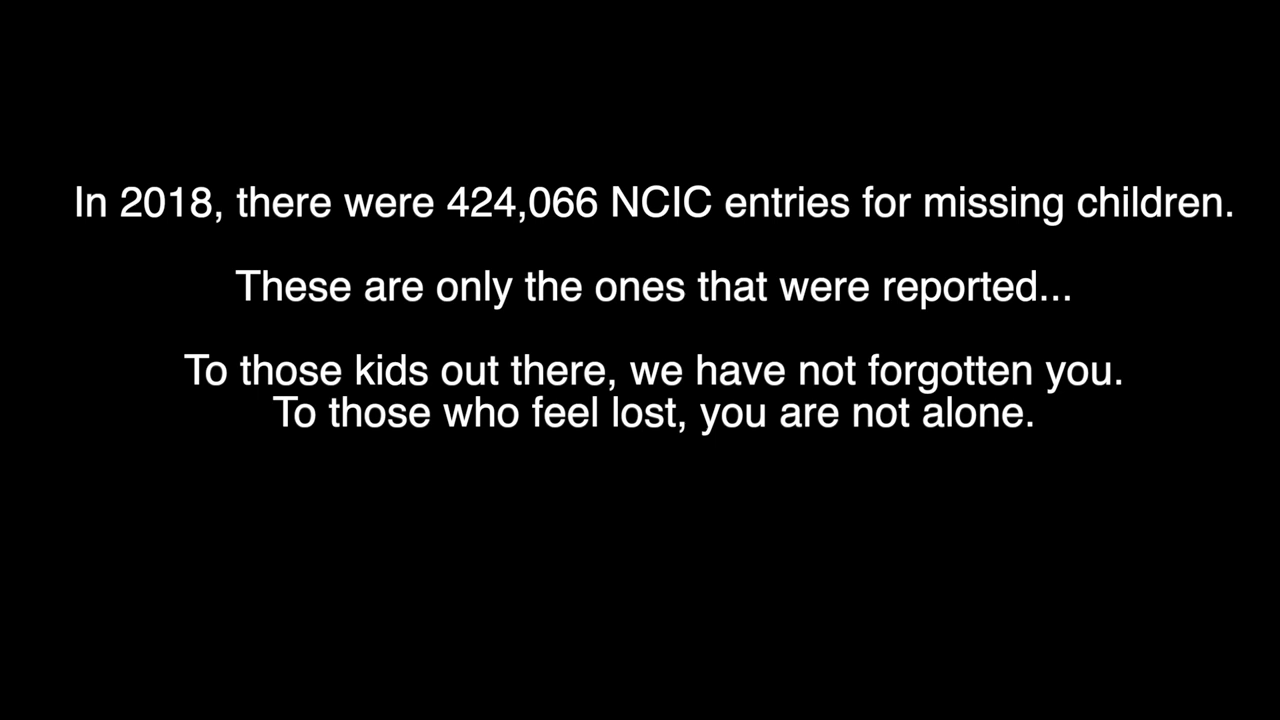 In 2018, there were 424,066 NCIC entries for missing children.
These are only the ones that were reported...
To those kids out there, we have not forgotten you.
To those who feel lost, you are not alone.